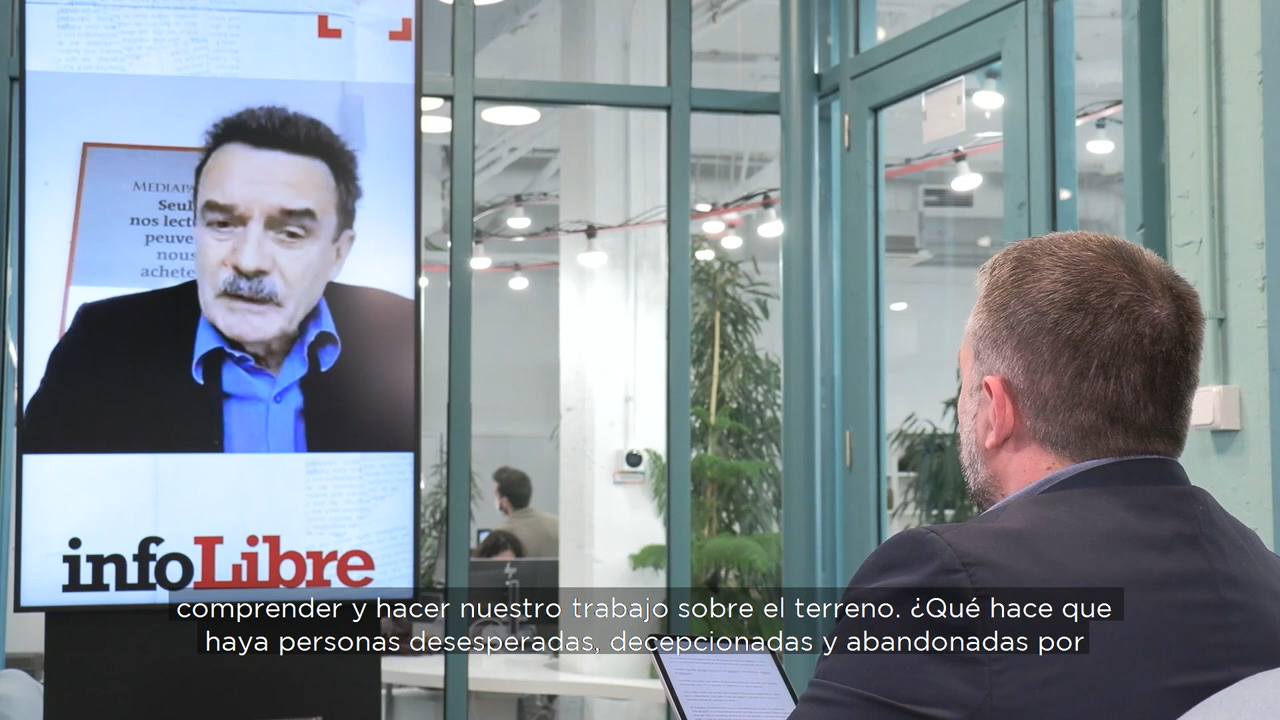 MEDIAPA
Seul
nos lect
peuve
nous
achete
infoLibre
comprender y hacer nuestro trabajo sobre el terreno. ¿Qué hace que
haya personas desesperadas, decepcionadas y abandonadas por